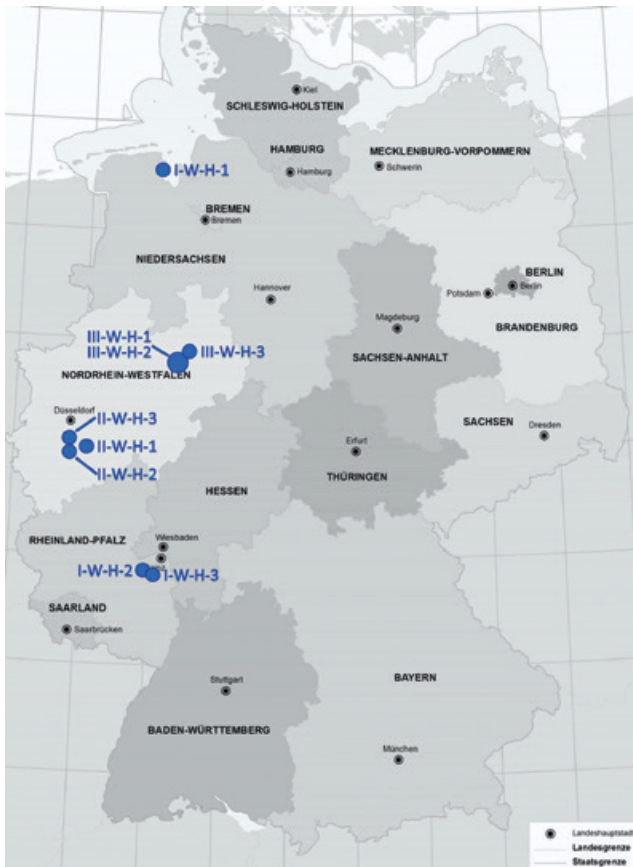 Kiel
SCHLESWIG-HOLSTEIN
HAMBURG
Hamburg
MECKLENBURG-VORPOMMERN
Schwerin
I-W-H-1
BREMEN
Bremen
NIEDERSACHSEN
Hannover
BERLIN
Berlin
Potsdam
BRANDENBURG
Magdeburg
SACHSEN-ANHALT
III-W-H-1
III-W-H-2
III-W-H-3
NORDRHEIN-WESTFALEN
Düsseldorf
II-W-H-3
II-W-H-1
II-W-H-2
SACHSEN
Dresden
Erfurt
THÜRINGEN
HESSEN
RHEINLAND-PFALZ
Wiesbaden
I-W-H-2
I-W-H-3
SAARLAND
Saarbrücken
Stuttgart
BADEN-WÜRTTEMBERG
BAYERN
München
Landeshauptstadt
Landesgrenze
Staatsgrenze